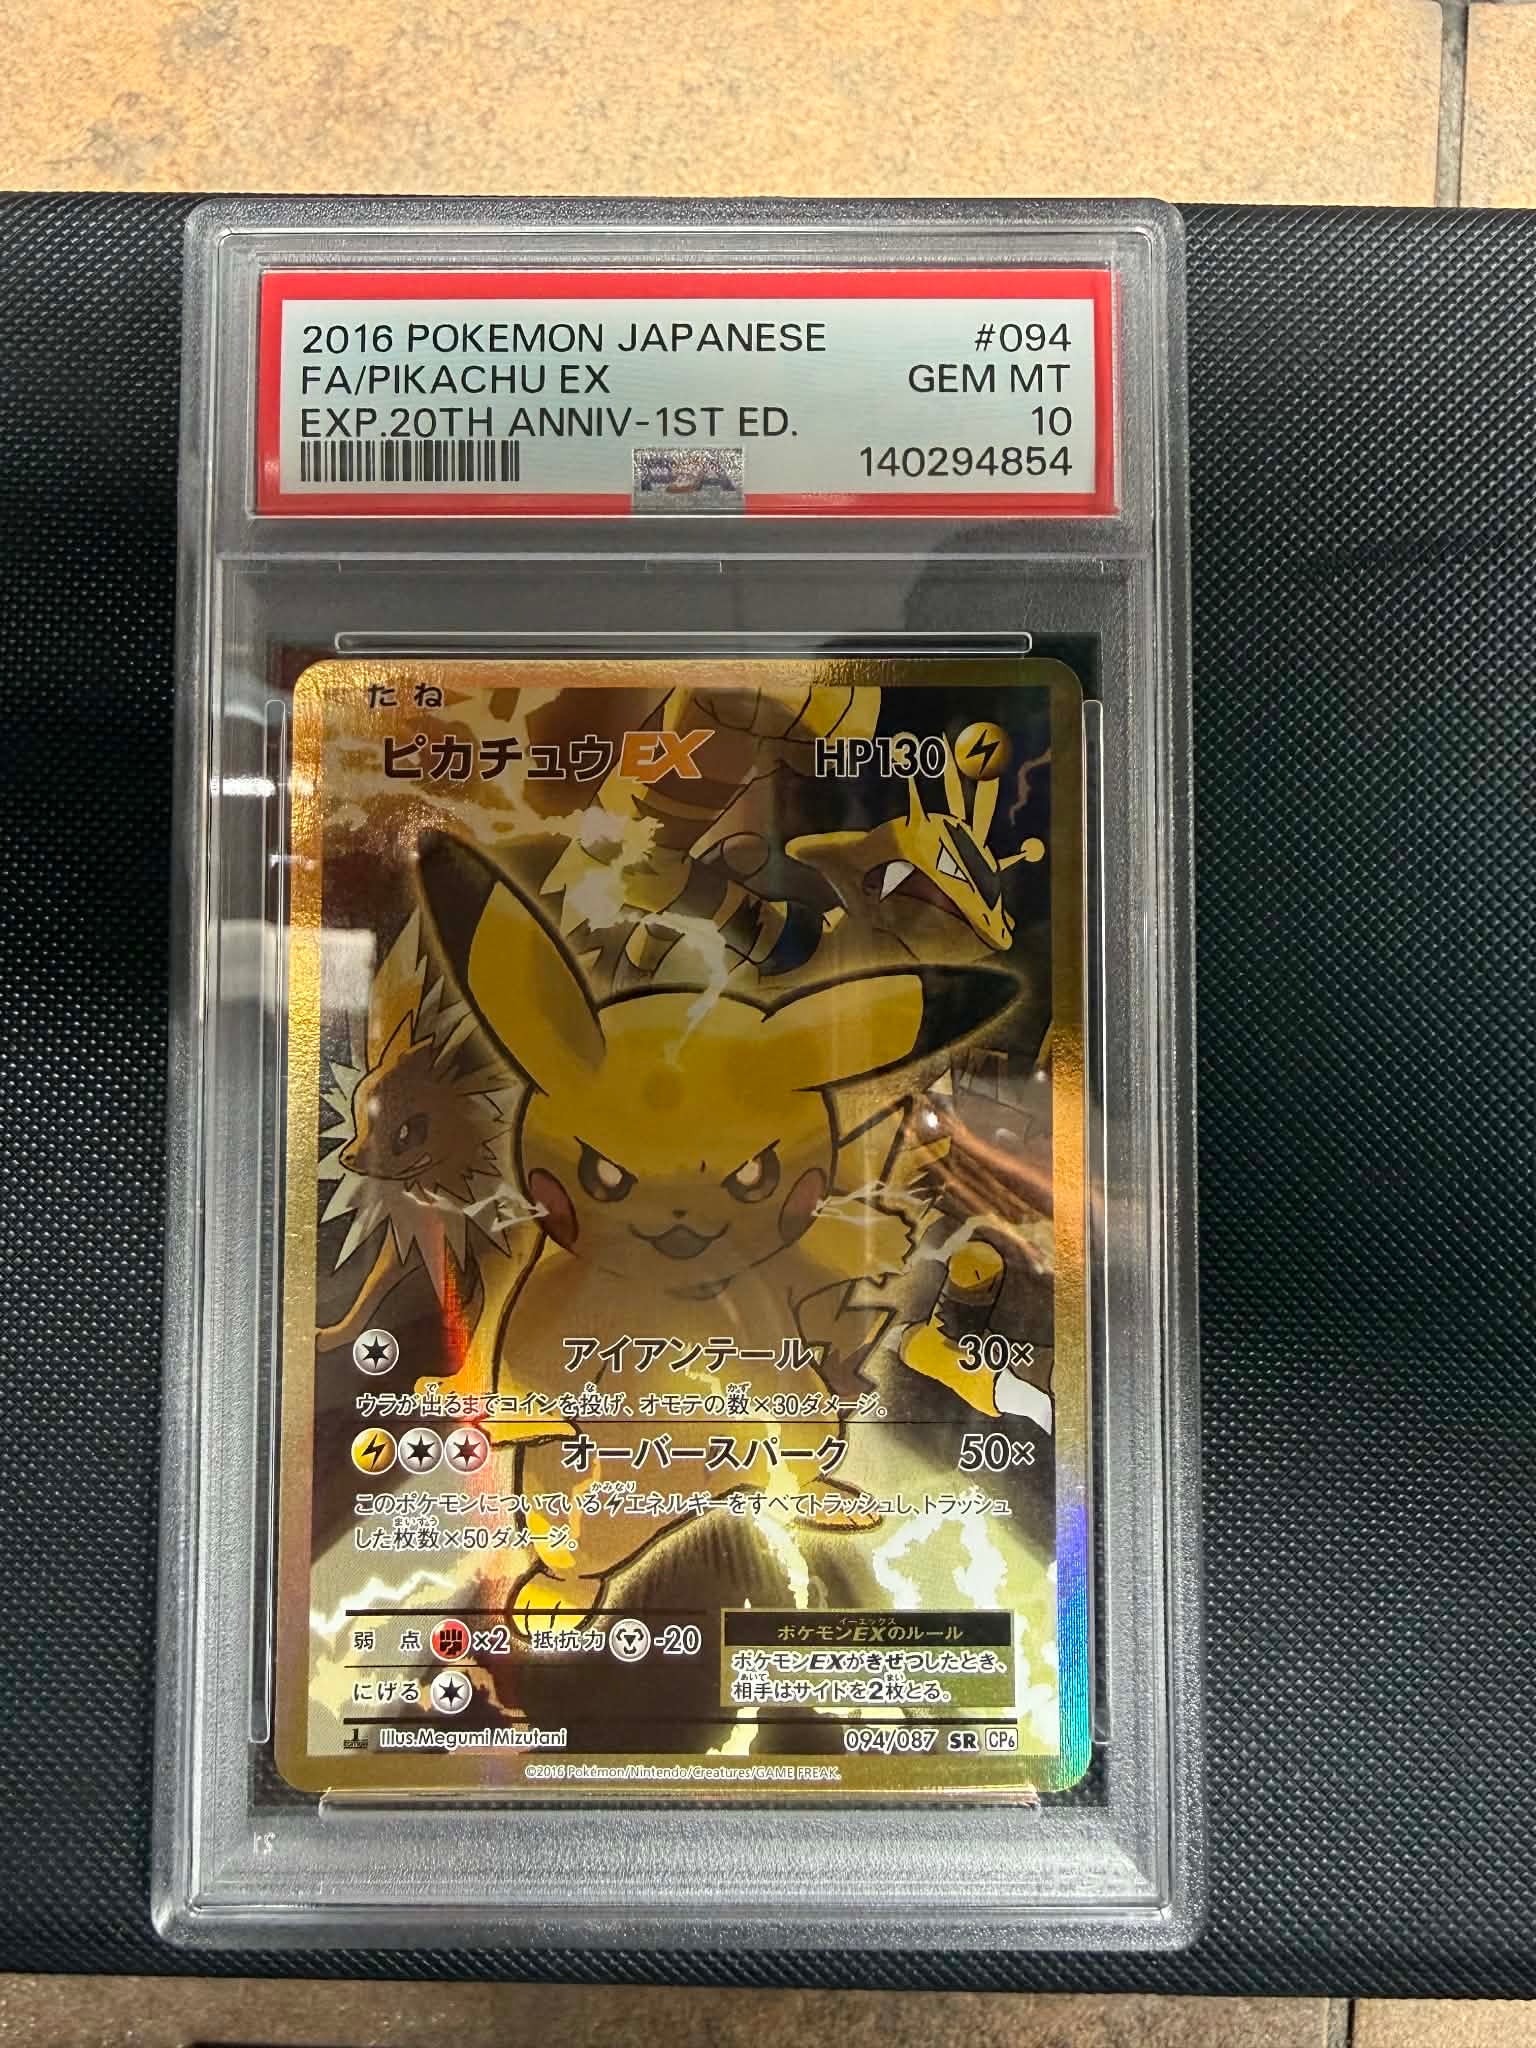 2016 POKEMON JAPANESE #094
FA/PIKACHU EX GEM MT
EXP.20TH ANNIV-1ST ED. 10
140294854
PSA
たね
ピカチュウEX HP130
アイアンテール 30×
ウラが出るまでコインを投げ、オモテの数×30ダメージ。
オーバースパーク 50×
このポケモンについているエネルギーをすべてトラッシュし、トラッシュ
した枚数×50ダメージ。
弱点 ×2 抵抗力 -20
にげる
ポケモンEXのルール
ポケモンEXがきぜつしたとき、
相手はサイドを2枚とる。
Illus.Megumi Mizutani 094/087 SR CP6
©2016 Pokémon/Nintendo/Creatures/GAME FREAK.